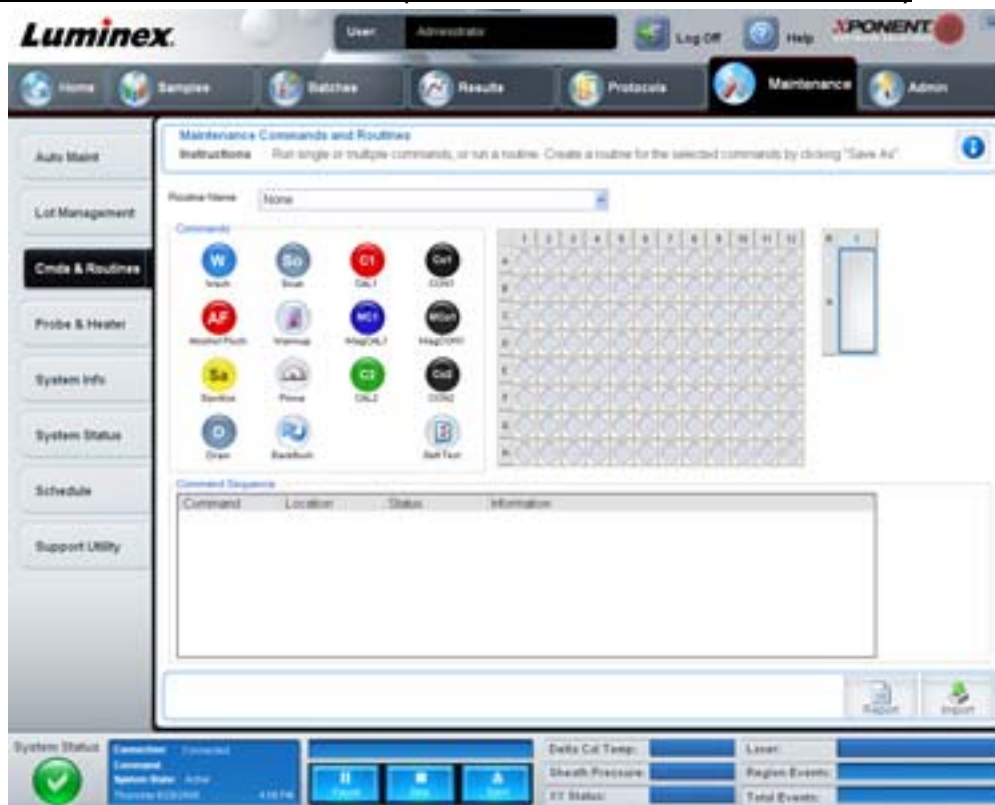 Luminex.
User: Administrator
Log Off
Help
XPONENT
Home
Samples
Batches
Results
Protocols
Maintenance
Admin
Auto Maint
Lot Management
Cmds & Routines
Probe & Heater
System Info
System Status
Schedule
Support Utility
Maintenance Commands and Routines
Instructions Run single or multiple commands, or run a routine. Create a routine for the selected commands by clicking "Save As".
Routine Name None
Commands
W So C1 Co1
Wash Soak CAL1 CON1
AF MC1 MCo1
Alcohol Flush Warmup MagCAL1 MagCON1
Sa C2 Co2
Sanitize Prime CAL2 CON2
D
Drain Backflush Self Test
1 2 3 4 5 6 7 8 9 10 11 12
A
B
C
D
E
F
G
H
Command Sequence
Command Location Status Information
Report
Import
System Status
Connection: Connected
Command
System State: Active
Pause
Stop
Eject
Delta Cal Temp:
Sheath Pressure:
XY Status:
Laser:
Region Events:
Total Events: